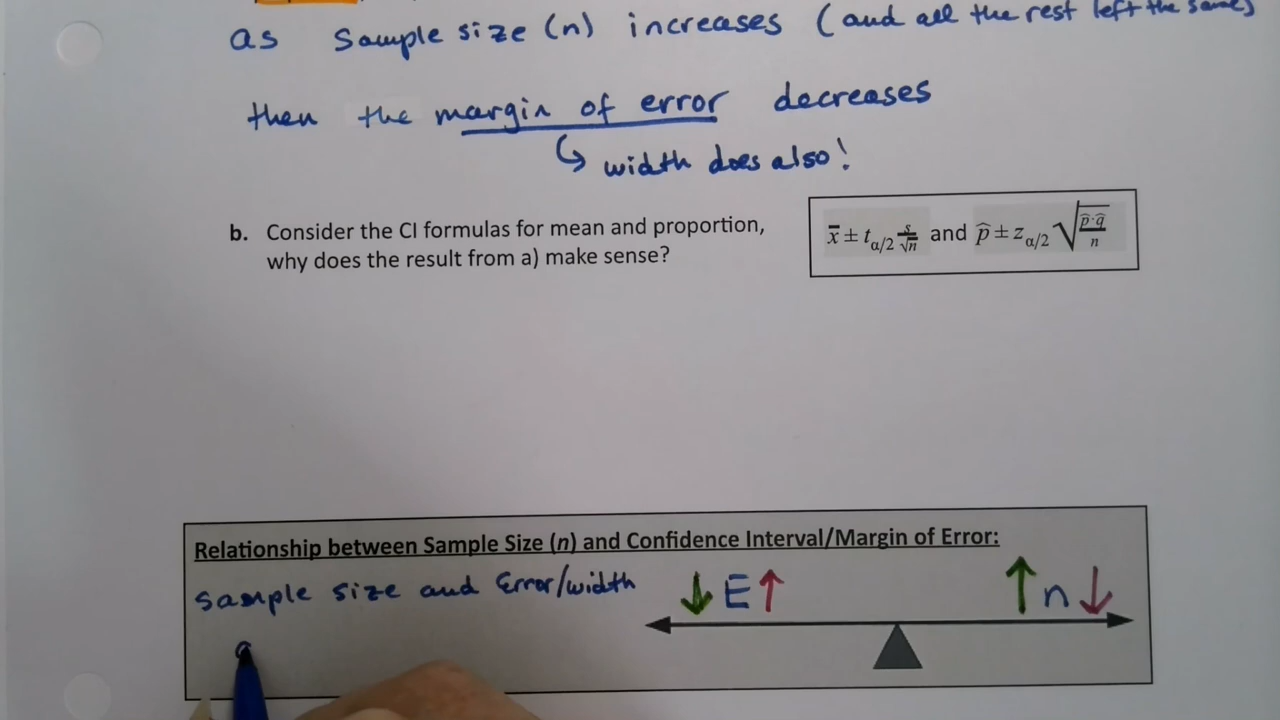 as sample size (n) increases (and all the rest left the same)
then the margin of error decreases
↳ width does also!
b. Consider the CI formulas for mean and proportion,
why does the result from a) make sense?
x̄ ± t_α/2 s/√n and p̂ ± z_α/2 √(p̂·q̂/n)
Relationship between Sample Size (n) and Confidence Interval/Margin of Error:
sample size and Error/width
↓ E ↑
↑ n ↓